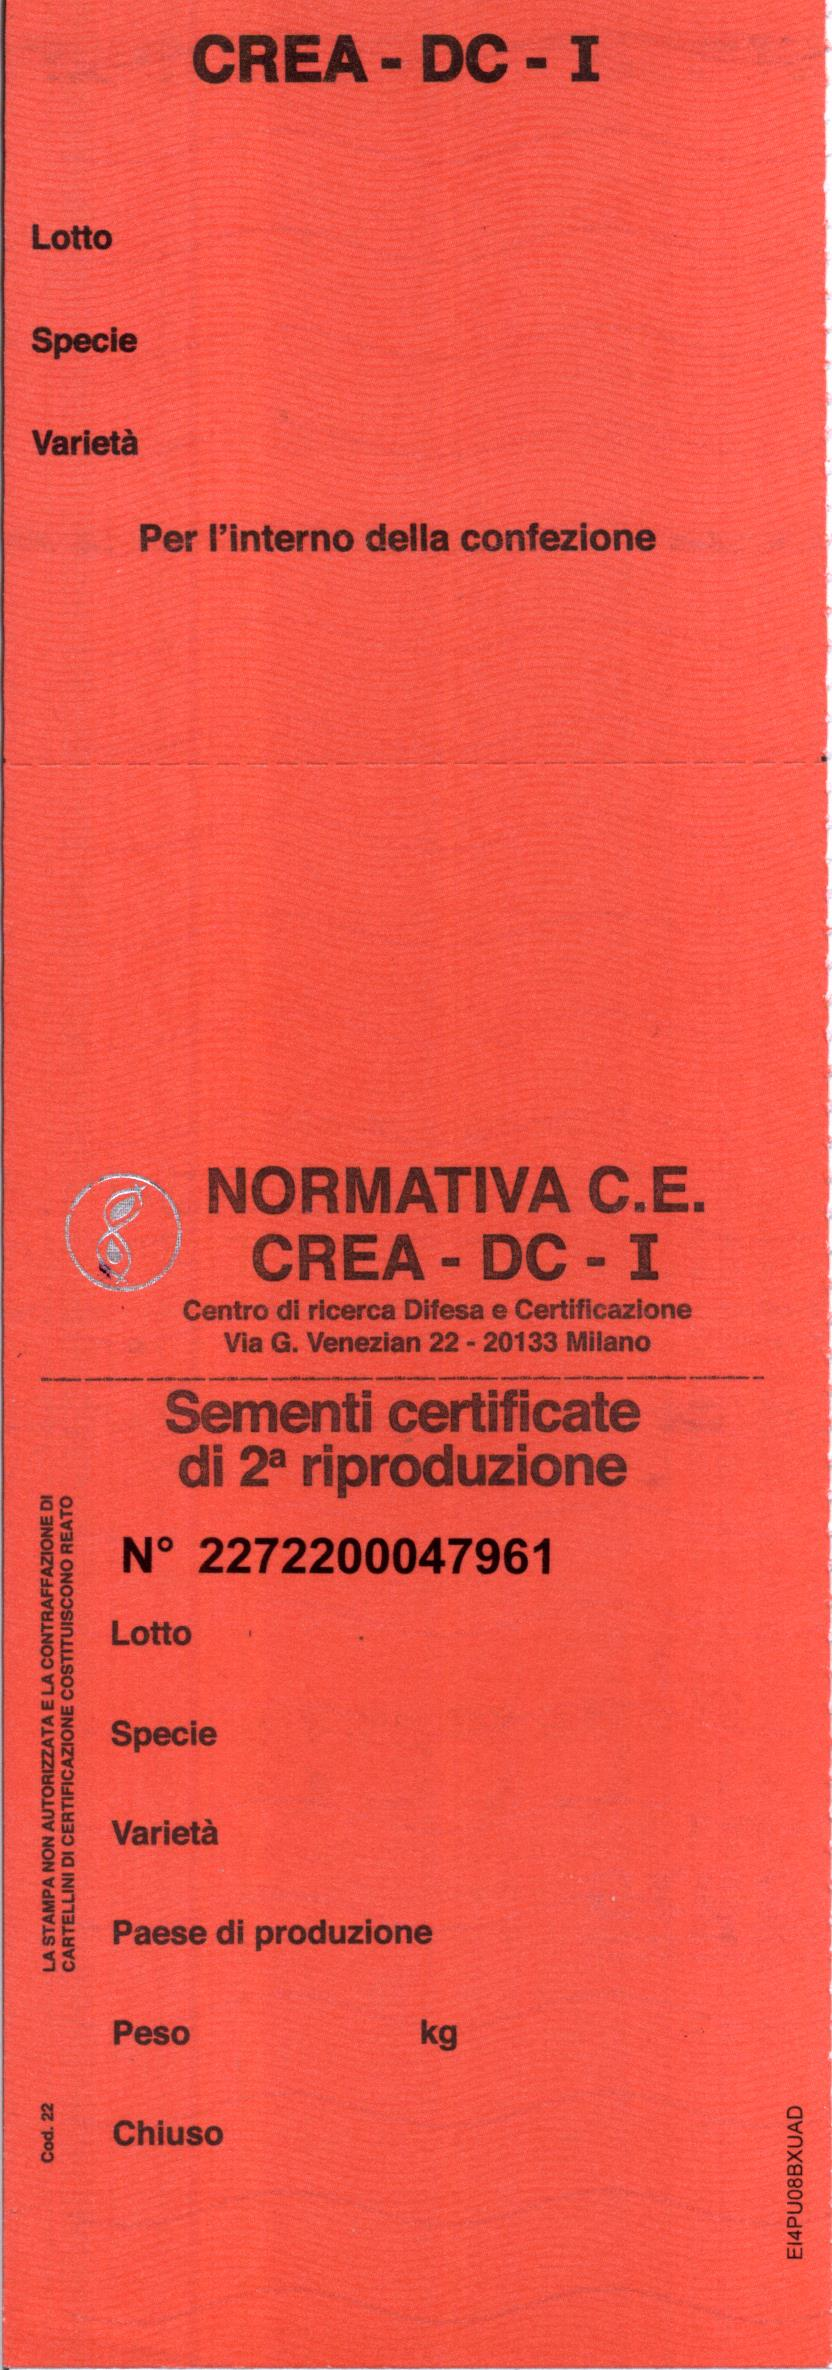 CREA - DC - I
Lotto
Specie
Varietà
Per l'interno della confezione
NORMATIVA C.E.
CREA - DC - I
Centro di ricerca Difesa e Certificazione
Via G. Venezian 22 - 20133 Milano
Sementi certificate
di 2ª riproduzione
N° 2272200047961
Lotto
Specie
Varietà
Paese di produzione
Peso kg
Chiuso
LA STAMPA NON AUTORIZZATA E LA CONTRAFFAZIONE DI
CARTELLINI DI CERTIFICAZIONE COSTITUISCONO REATO
Cod. 22
EI4PU08BXUAD